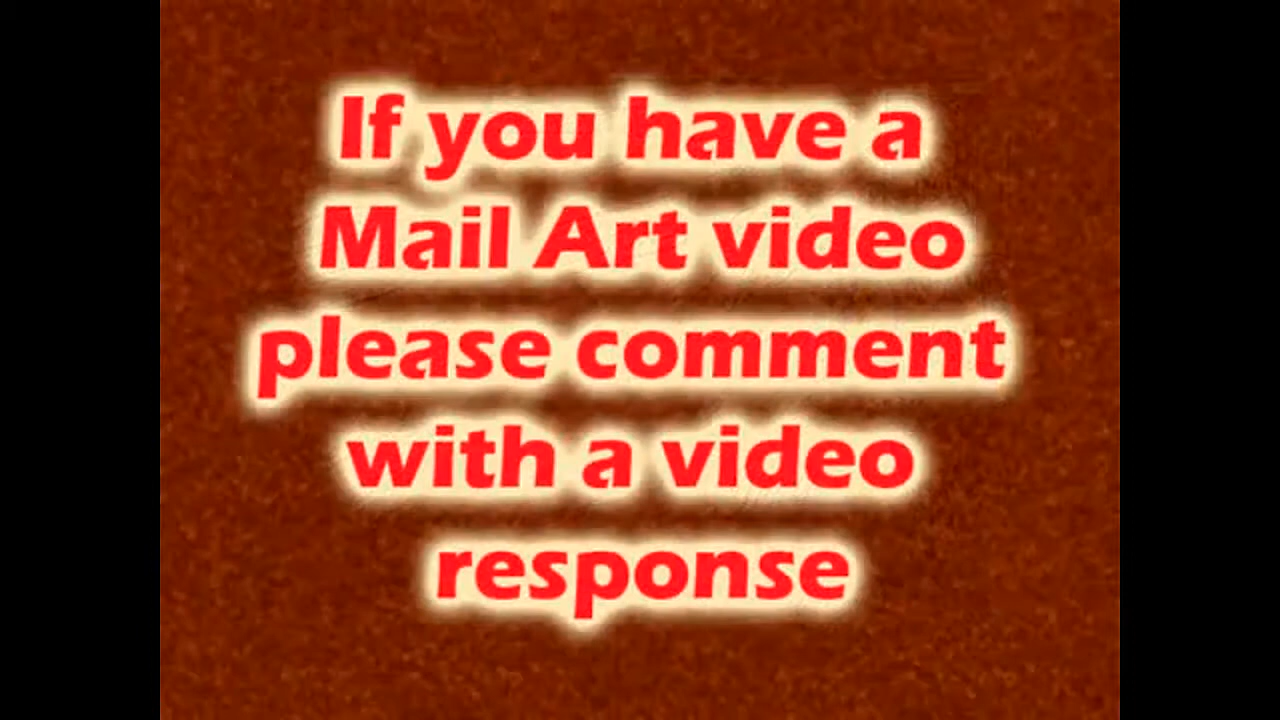 If you have a
Mail Art video
please comment
with a video
response